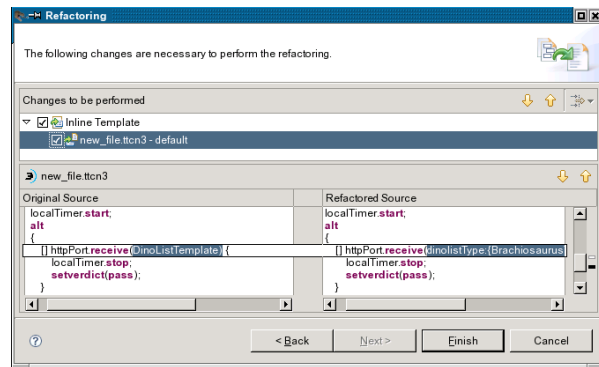 Refactoring
The following changes are necessary to perform the refactoring.
Changes to be performed
Inline Template
new_file.ttcn3 - default
new_file.ttcn3
Original Source
Refactored Source
localTimer.start;
alt
{
[] httpPort.receive(DinoListTemplate) {
localTimer.stop;
setverdict(pass);
}
localTimer.start;
alt
{
[] httpPort.receive(dinolistType:{Brachiosaurus
localTimer.stop;
setverdict(pass);
}
?
< Back
Next >
Finish
Cancel